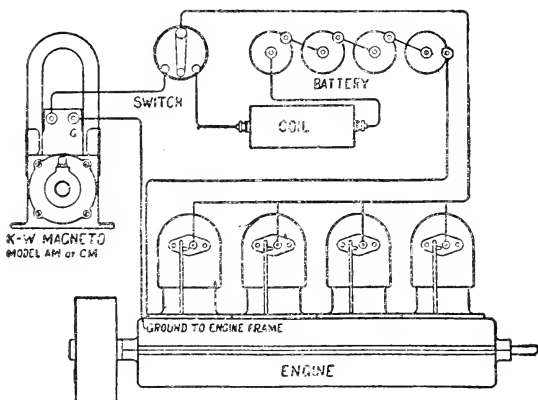 SWITCH
BATTERY
COIL
G
K-W MAGNETO
MODEL AM or CM
GROUND TO ENGINE FRAME
ENGINE